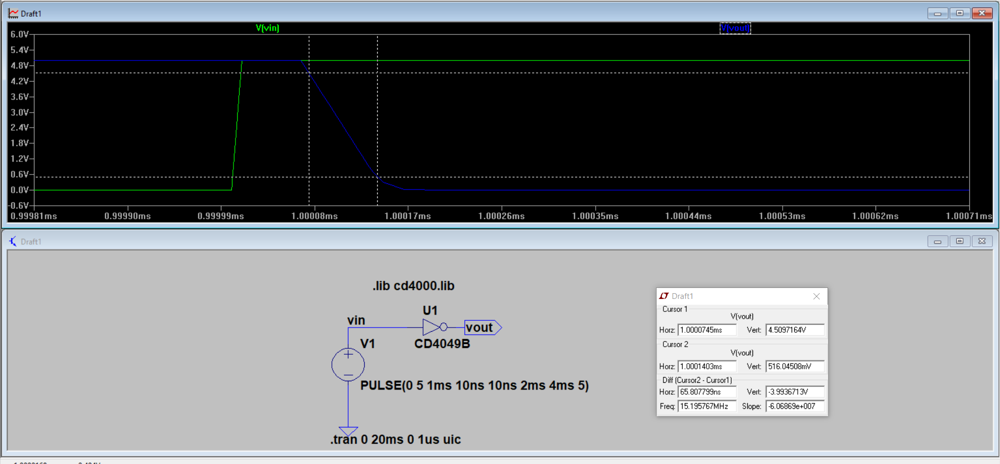 Draft1
V(vin) V(vout)
6.0V
5.4V
4.8V
4.2V
3.6V
3.0V
2.4V
1.8V
1.2V
0.6V
0.0V
-0.6V
0.99981ms 0.99990ms 0.99999ms 1.00008ms 1.00017ms 1.00026ms 1.00035ms 1.00044ms 1.00053ms 1.00062ms 1.00071ms
Draft1
.lib cd4000.lib
U1
vin
vout
V1
CD4049B
PULSE(0 5 1ms 10ns 10ns 2ms 4ms 5)
.tran 0 20ms 0 1us uic
Draft1
Cursor 1
V(vout)
Horz: 1.0000745ms Vert: 4.5097164V
Cursor 2
V(vout)
Horz: 1.0001403ms Vert: 516.04508mV
Diff (Cursor2 - Cursor1)
Horz: 65.807799ns Vert: -3.9936713V
Freq: 15.195767MHz Slope: -6.06869e+007